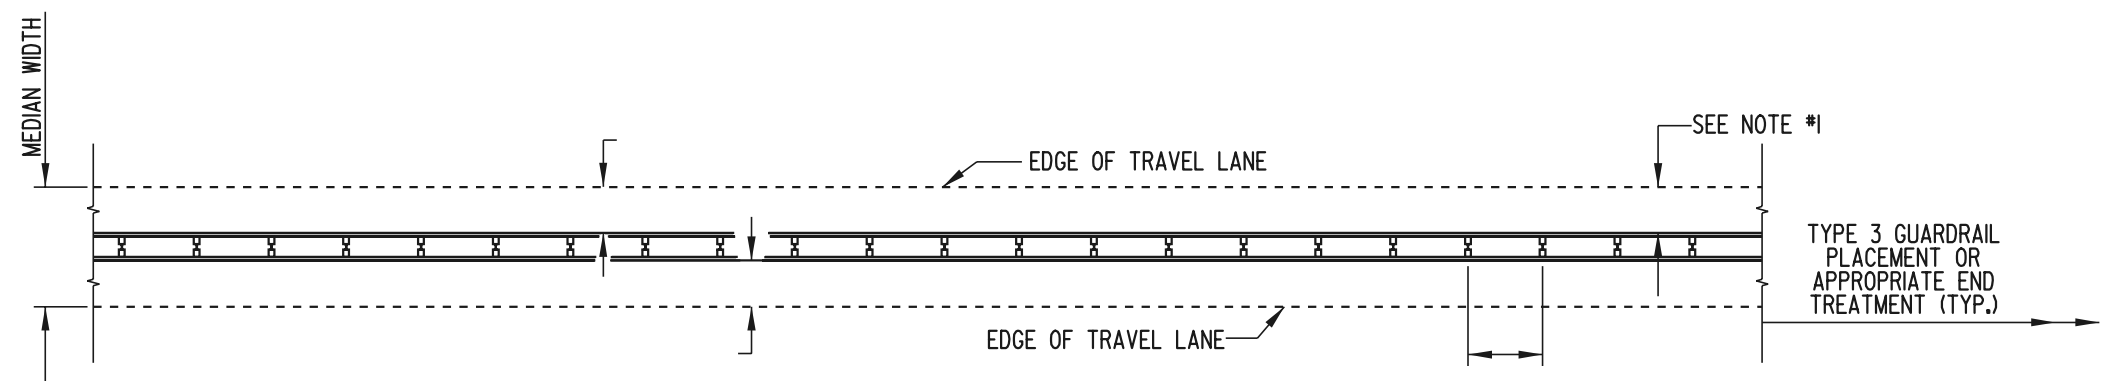 MEDIAN WIDTH
EDGE OF TRAVEL LANE
SEE NOTE #1
TYPE 3 GUARDRAIL
PLACEMENT OR
APPROPRIATE END
TREATMENT (TYP.)
EDGE OF TRAVEL LANE